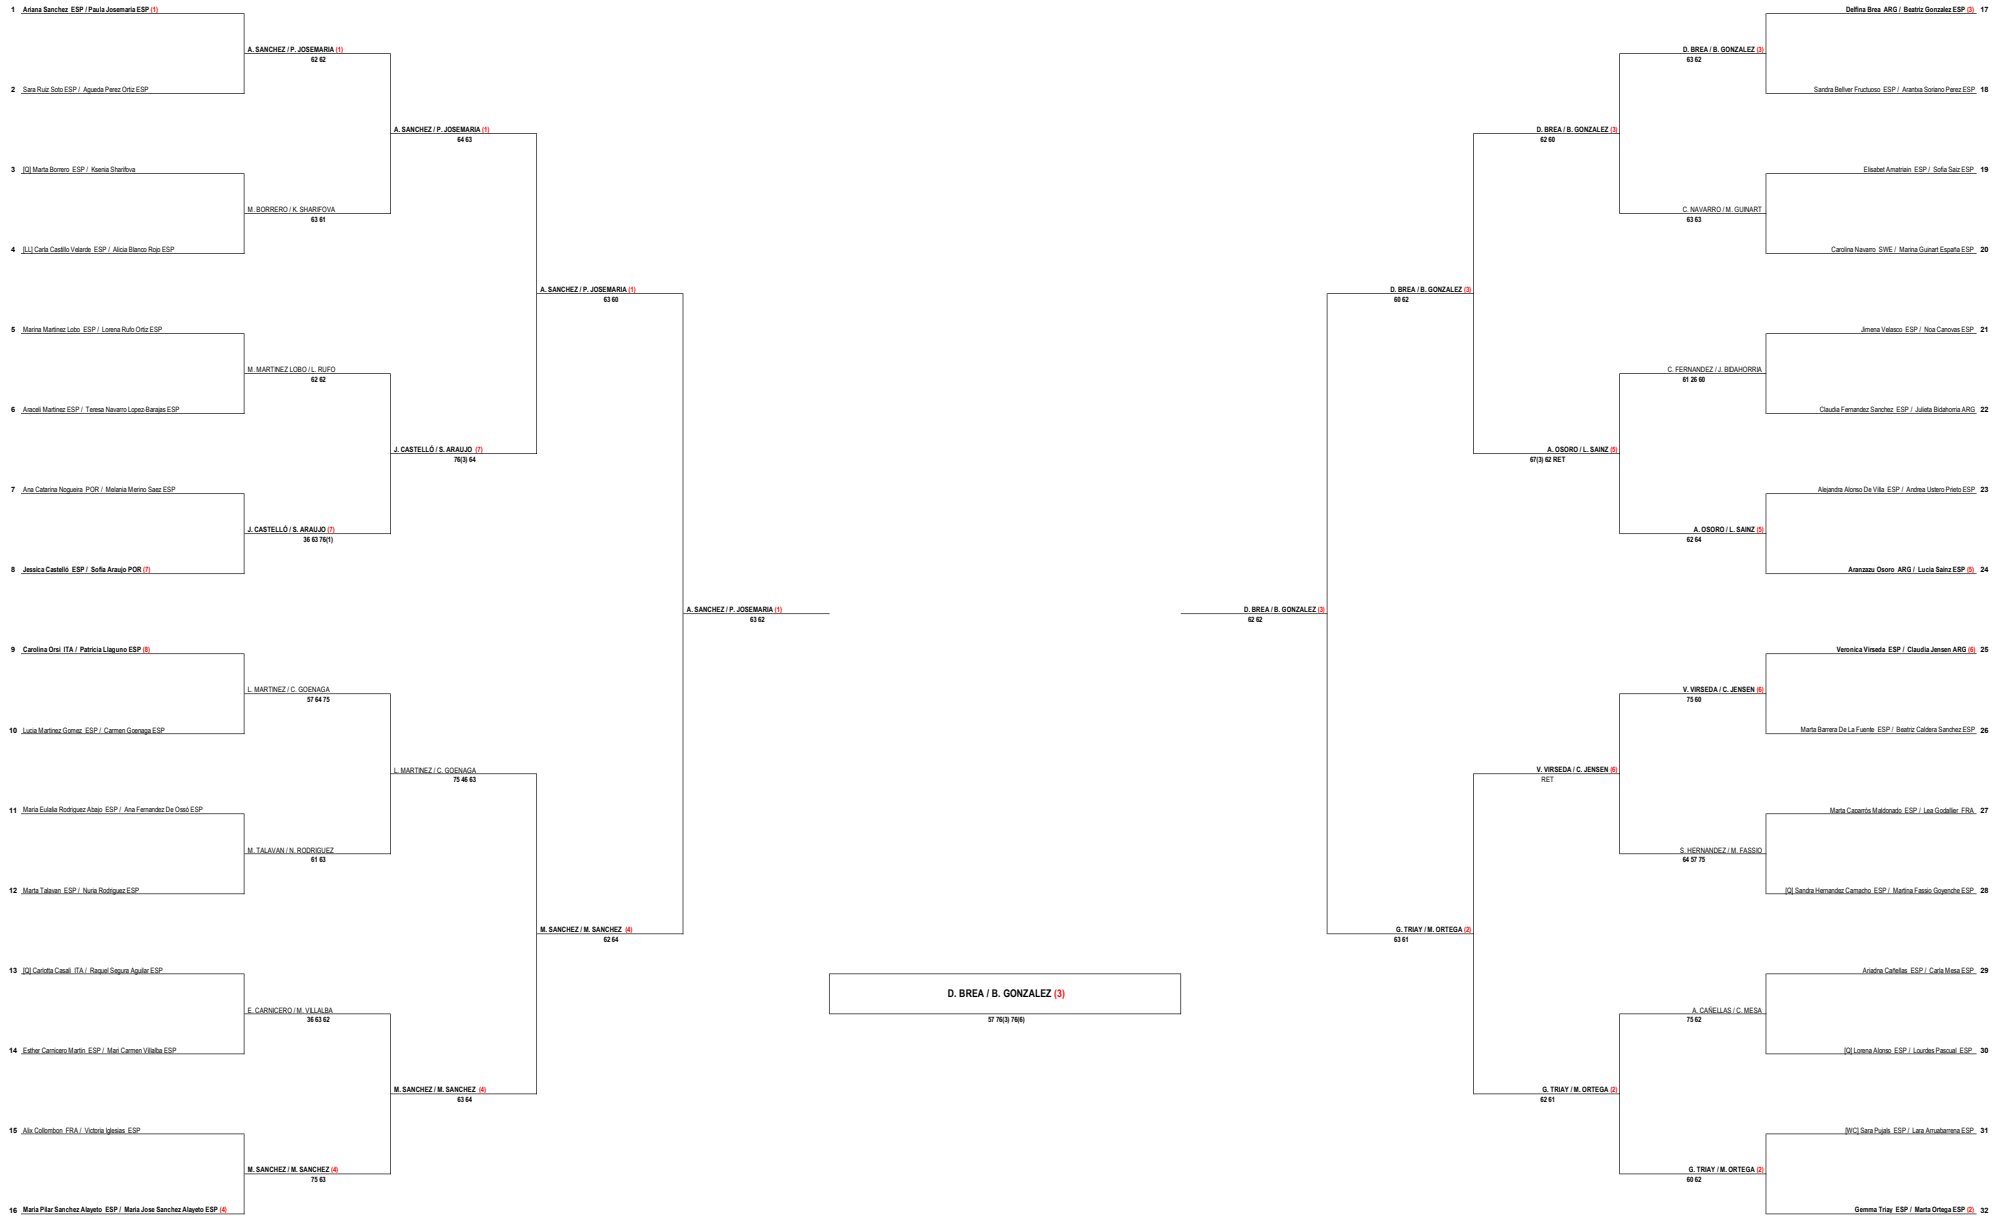 1 Ariana Sanchez ESP / Paula Josemaria ESP (1)
A. SANCHEZ / P. JOSEMARIA (1)
62 62
2 Sara Ruiz Soto ESP / Agueda Perez Ortiz ESP
A. SANCHEZ / P. JOSEMARIA (1)
64 63
3 [Q] Marta Borrero ESP / Ksenia Sharifova
M. BORRERO / K. SHARIFOVA
63 61
4 [LL] Carla Castillo Velarde ESP / Alicia Blanco Rojo ESP
A. SANCHEZ / P. JOSEMARIA (1)
63 60
5 Marina Martinez Lobo ESP / Lorena Rufo Ortiz ESP
M. MARTINEZ LOBO / L. RUFO
62 62
6 Araceli Martinez ESP / Teresa Navarro Lopez-Barajas ESP
J. CASTELLÓ / S. ARAUJO (7)
76(3) 64
7 Ana Catarina Nogueira POR / Melania Merino Saez ESP
J. CASTELLÓ / S. ARAUJO (7)
36 63 76(1)
8 Jessica Castelló ESP / Sofia Araujo POR (7)
A. SANCHEZ / P. JOSEMARIA (1)
63 62
9 Carolina Orsi ITA / Patricia Llaguno ESP (8)
L. MARTINEZ / C. GOENAGA
57 64 75
10 Lucia Martinez Gomez ESP / Carmen Goenaga ESP
L. MARTINEZ / C. GOENAGA
75 46 63
11 Maria Eulalia Rodriguez Abajo ESP / Ana Fernandez De Ossó ESP
M. TALAVAN / N. RODRIGUEZ
61 63
12 Marta Talavan ESP / Nuria Rodriguez ESP
M. SANCHEZ / M. SANCHEZ (4)
62 64
13 [Q] Carlotta Casali ITA / Raquel Segura Aguilar ESP
E. CARNICERO / M. VILLALBA
36 63 62
14 Esther Carnicero Martin ESP / Mari Carmen Villalba ESP
M. SANCHEZ / M. SANCHEZ (4)
63 64
15 Alix Collombon FRA / Victoria Iglesias ESP
M. SANCHEZ / M. SANCHEZ (4)
75 63
16 Maria Pilar Sanchez Alayeto ESP / Maria Jose Sanchez Alayeto ESP (4)
D. BREA / B. GONZALEZ (3)
57 76(3) 76(6)
Delfina Brea ARG / Beatriz Gonzalez ESP (3) 17
D. BREA / B. GONZALEZ (3)
63 62
Sandra Bellver Fructuoso ESP / Arantxa Soriano Perez ESP 18
D. BREA / B. GONZALEZ (3)
62 60
Elisabet Amatriain ESP / Sofia Saiz ESP 19
C. NAVARRO / M. GUINART
63 63
Carolina Navarro SWE / Marina Guinart España ESP 20
D. BREA / B. GONZALEZ (3)
60 62
Jimena Velasco ESP / Noa Canovas ESP 21
C. FERNANDEZ / J. BIDAHORRIA
61 26 60
Claudia Fernandez Sanchez ESP / Julieta Bidahorria ARG 22
A. OSORO / L. SAINZ (5)
67(3) 62 RET
Alejandra Alonso De Villa ESP / Andrea Ustero Prieto ESP 23
A. OSORO / L. SAINZ (5)
62 64
Aranzazu Osoro ARG / Lucia Sainz ESP (5) 24
D. BREA / B. GONZALEZ (3)
62 62
Veronica Virseda ESP / Claudia Jensen ARG (6) 25
V. VIRSEDA / C. JENSEN (6)
75 60
Marta Barrera De La Fuente ESP / Beatriz Caldera Sanchez ESP 26
V. VIRSEDA / C. JENSEN (6)
RET
Marta Caparrós Maldonado ESP / Lea Godallier FRA 27
S. HERNANDEZ / M. FASSIO
64 57 75
[Q] Sandra Hernandez Camacho ESP / Martina Fassio Goyenche ESP 28
G. TRIAY / M. ORTEGA (2)
63 61
Ariadna Cañellas ESP / Carla Mesa ESP 29
A. CAÑELLAS / C. MESA
75 62
[Q] Lorena Alonso ESP / Lourdes Pascual ESP 30
G. TRIAY / M. ORTEGA (2)
62 61
[WC] Sara Pujals ESP / Lara Arruabarrena ESP 31
G. TRIAY / M. ORTEGA (2)
60 62
Gemma Triay ESP / Marta Ortega ESP (2) 32